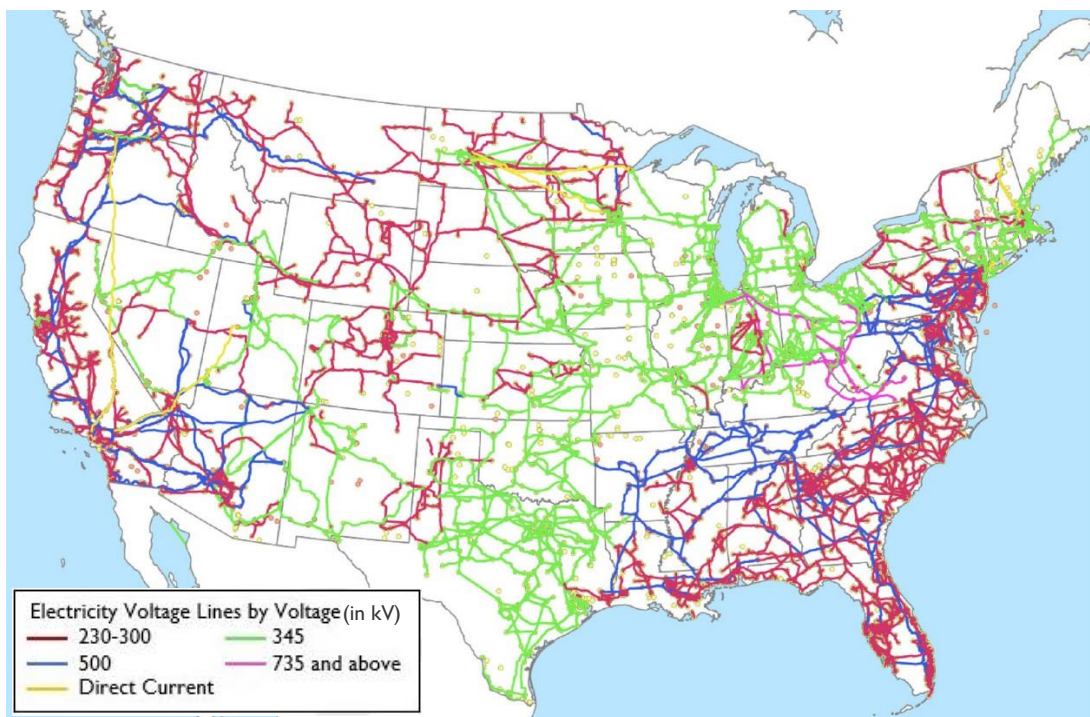 Electricity Voltage Lines by Voltage (in kV)
230-300
345
500
735 and above
Direct Current